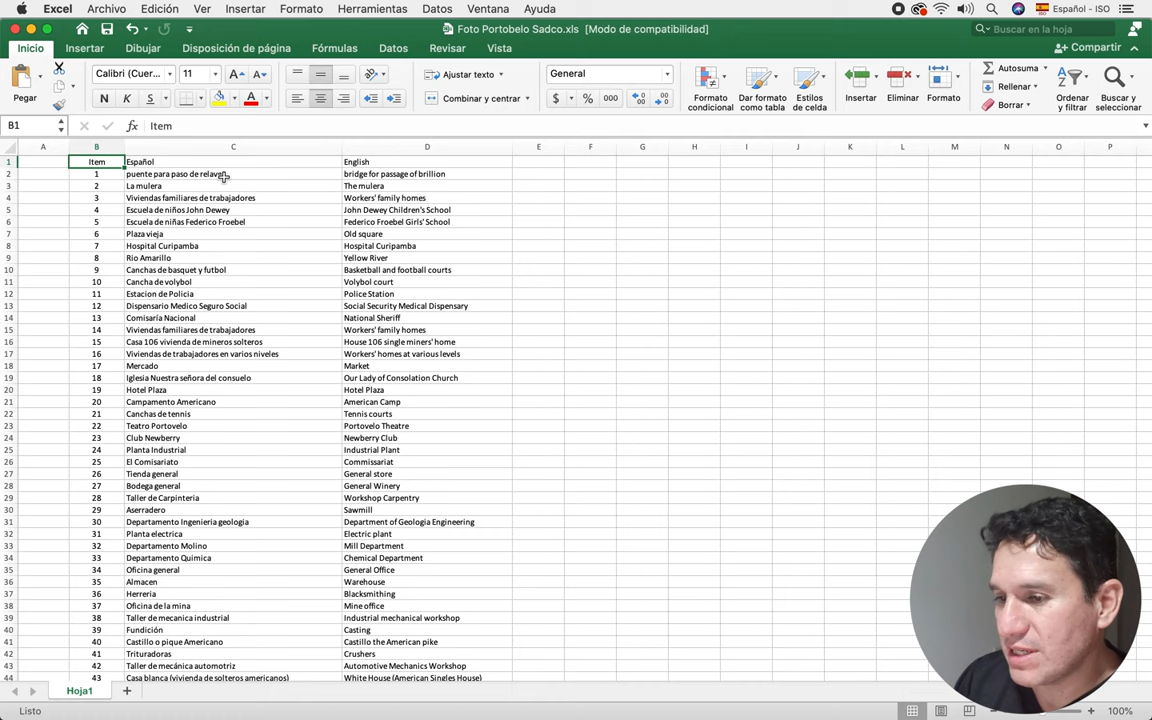 Excel Archivo Edición Ver Insertar Formato Herramientas Datos Ventana Ayuda Español - ISO
Foto Portobelo Sadco.xls [Modo de compatibilidad] Buscar en la hoja
Inicio Insertar Dibujar Disposición de página Fórmulas Datos Revisar Vista Compartir
Pegar Calibri (Cuer... 11 Ajustar texto General Formato condicional Dar formato como tabla Estilos de celda Insertar Eliminar Formato Autosuma Ordenar y filtrar Buscar y seleccionar
N K S A Combinar y centrar $ % 000 Rellenar
Borrar
B1 fx Item
A B C D E F G H I J K L M N O P
1 Item Español English
2 1 puente para paso de relave bridge for passage of brillion
3 2 La mulera The mulera
4 3 Viviendas familiares de trabajadores Workers' family homes
5 4 Escuela de niños John Dewey John Dewey Children's School
6 5 Escuela de niñas Federico Froebel Federico Froebel Girls' School
7 6 Plaza vieja Old square
8 7 Hospital Curipamba Hospital Curipamba
9 8 Rio Amarillo Yellow River
10 9 Canchas de basquet y futbol Basketball and football courts
11 10 Cancha de volybol Volybol court
12 11 Estacion de Policia Police Station
13 12 Dispensario Medico Seguro Social Social Security Medical Dispensary
14 13 Comisaría Nacional National Sheriff
15 14 Viviendas familiares de trabajadores Workers' family homes
16 15 Casa 106 vivienda de mineros solteros House 106 single miners' home
17 16 Viviendas de trabajadores en varios niveles Workers' homes at various levels
18 17 Mercado Market
19 18 Iglesia Nuestra señora del consuelo Our Lady of Consolation Church
20 19 Hotel Plaza Hotel Plaza
21 20 Campamento Americano American Camp
22 21 Canchas de tennis Tennis courts
23 22 Teatro Portovelo Portovelo Theatre
24 23 Club Newberry Newberry Club
25 24 Planta Industrial Industrial Plant
26 25 El Comisariato Commissariat
27 26 Tienda general General store
28 27 Bodega general General Winery
29 28 Taller de Carpinteria Workshop Carpentry
30 29 Aserradero Sawmill
31 30 Departamento Ingenieria geologia Department of Geologia Engineering
32 31 Planta electrica Electric plant
33 32 Departamento Molino Mill Department
34 33 Departamento Quimica Chemical Department
35 34 Oficina general General Office
36 35 Almacen Warehouse
37 36 Herreria Blacksmithing
38 37 Oficina de la mina Mine office
39 38 Taller de mecanica industrial Industrial mechanical workshop
40 39 Fundición Casting
41 40 Castillo o pique Americano Castillo the American pike
42 41 Trituradoras Crushers
43 42 Taller de mecánica automotriz Automotive Mechanics Workshop
44 43 Casa blanca (vivienda de solteros americanos) White House (American Singles House)
Hoja1
Listo 100%